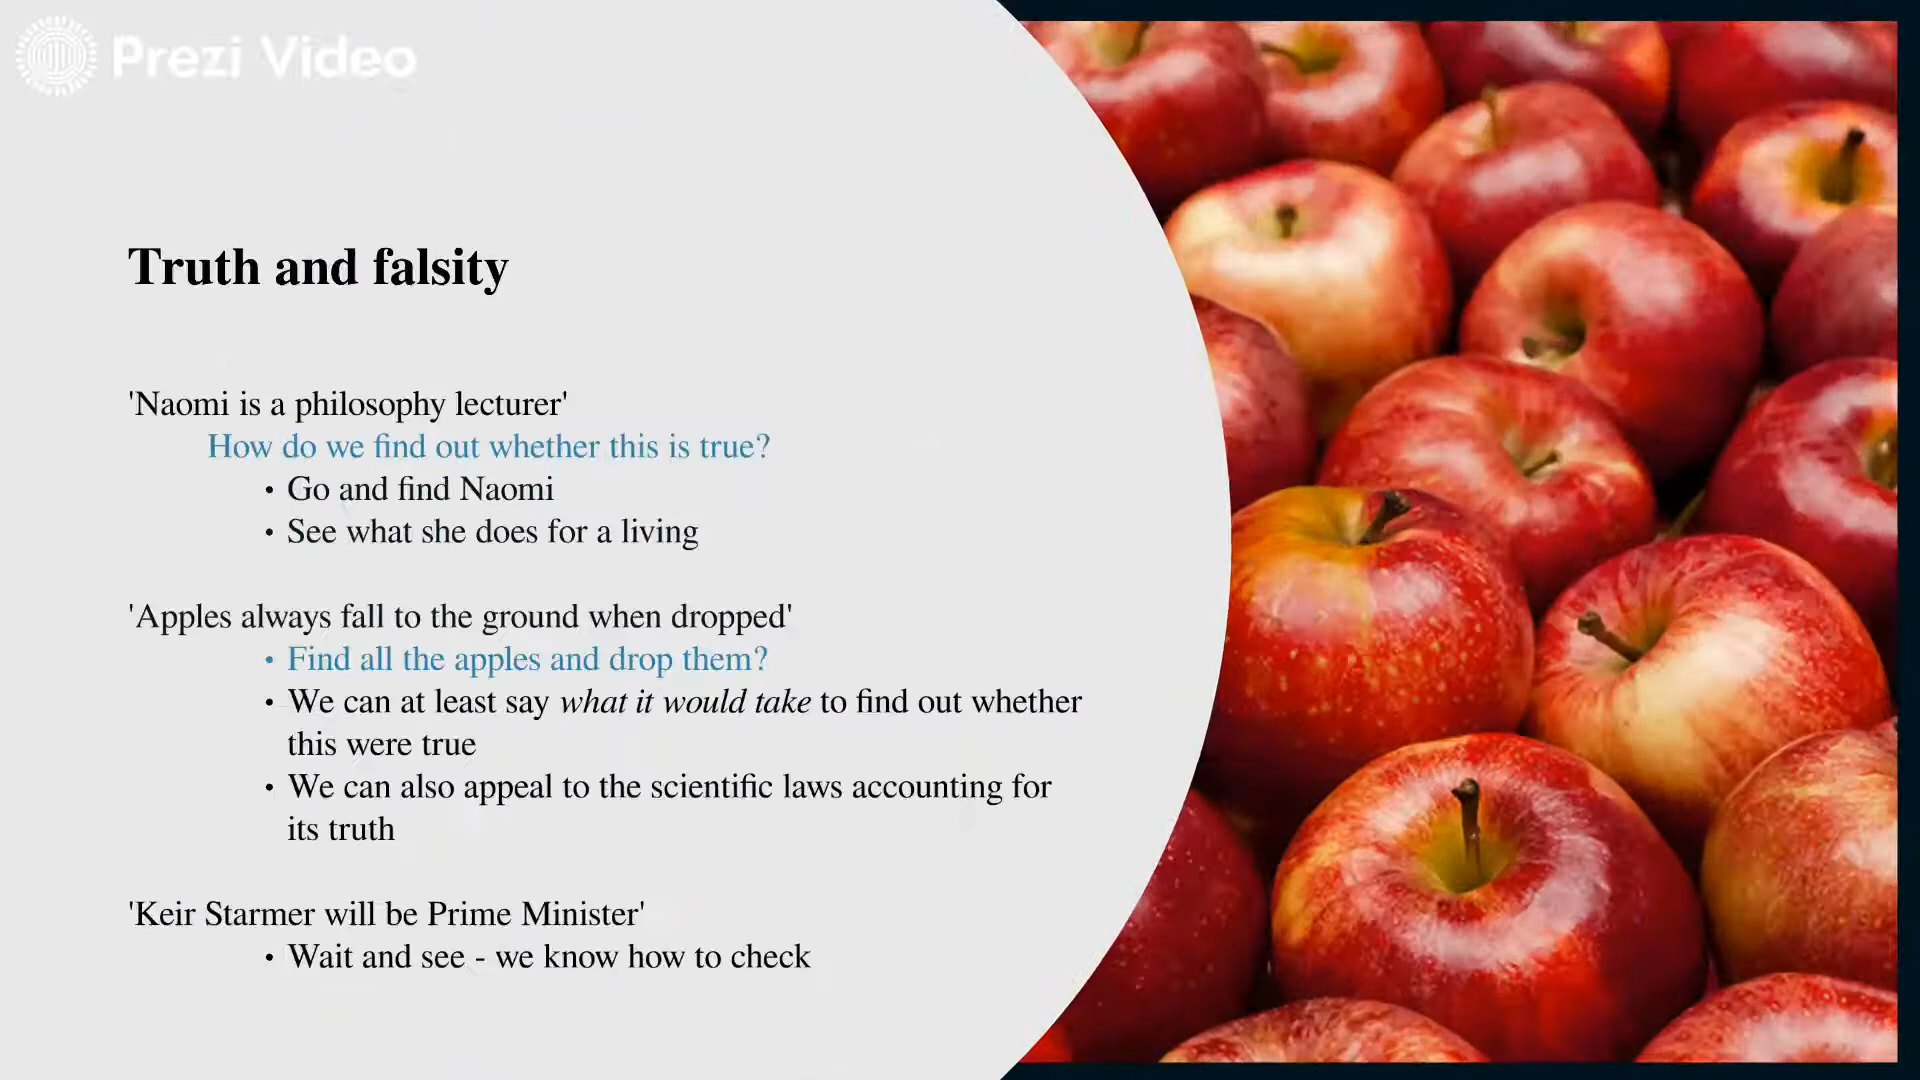 Prezi Video
Truth and falsity
'Naomi is a philosophy lecturer'
How do we find out whether this is true?
• Go and find Naomi
• See what she does for a living
'Apples always fall to the ground when dropped'
• Find all the apples and drop them?
• We can at least say what it would take to find out whether
this were true
• We can also appeal to the scientific laws accounting for
its truth
'Keir Starmer will be Prime Minister'
• Wait and see - we know how to check